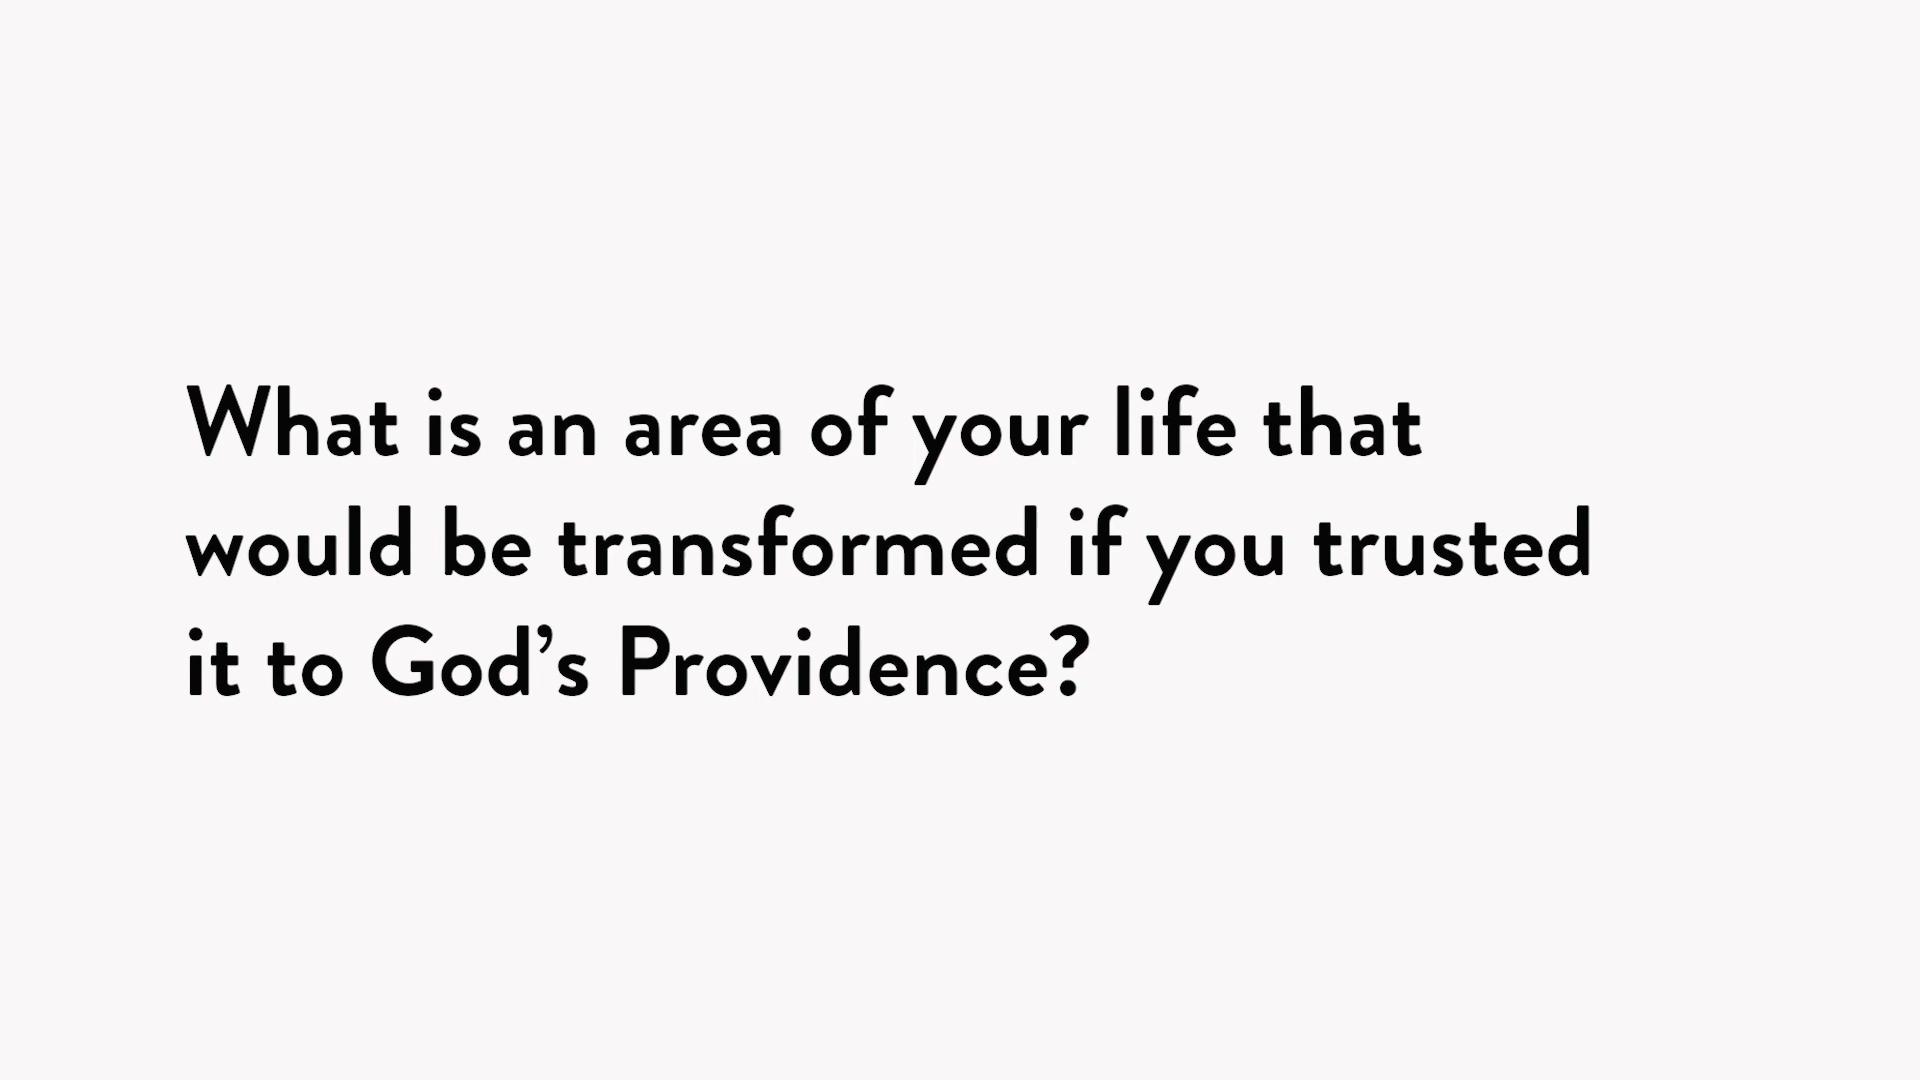 What is an area of your life that
would be transformed if you trusted
it to God’s Providence?